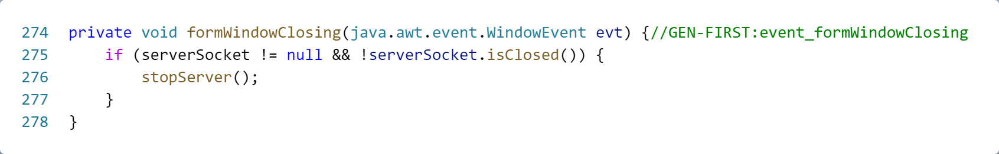 274 private void formWindowClosing(java.awt.event.WindowEvent evt) {//GEN-FIRST:event_formWindowClosing
275     if (serverSocket != null && !serverSocket.isClosed()) {
276         stopServer();
277     }
278 }